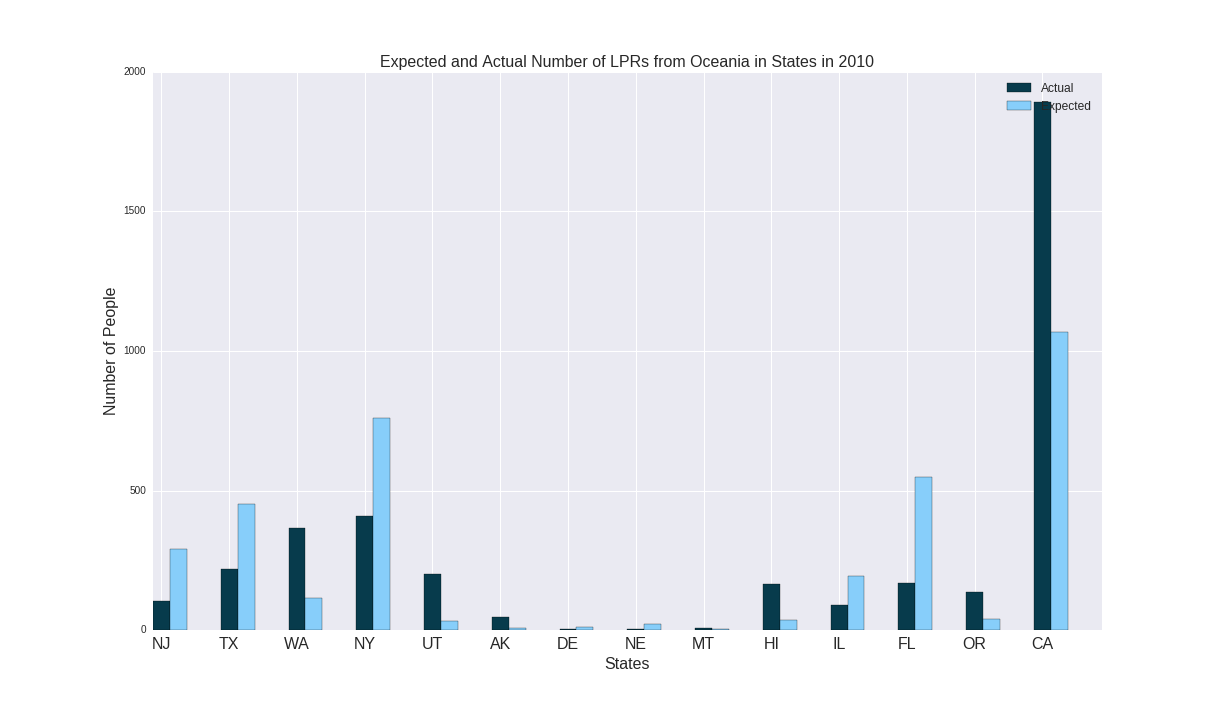 Expected and Actual Number of LPRs from Oceania in States in 2010
Actual
Expected
2000
1500
1000
500
0
Number of People
NJ TX WA NY UT AK DE NE MT HI IL FL OR CA
States